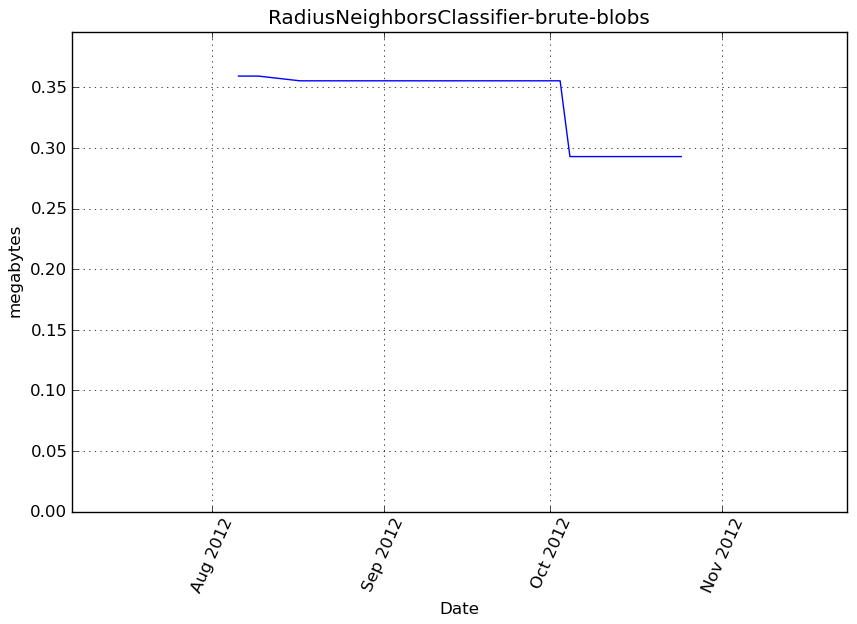 RadiusNeighborsClassifier-brute-blobs
0.35
0.30
0.25
0.20
0.15
0.10
0.05
0.00
megabytes
Aug 2012
Sep 2012
Oct 2012
Nov 2012
Date